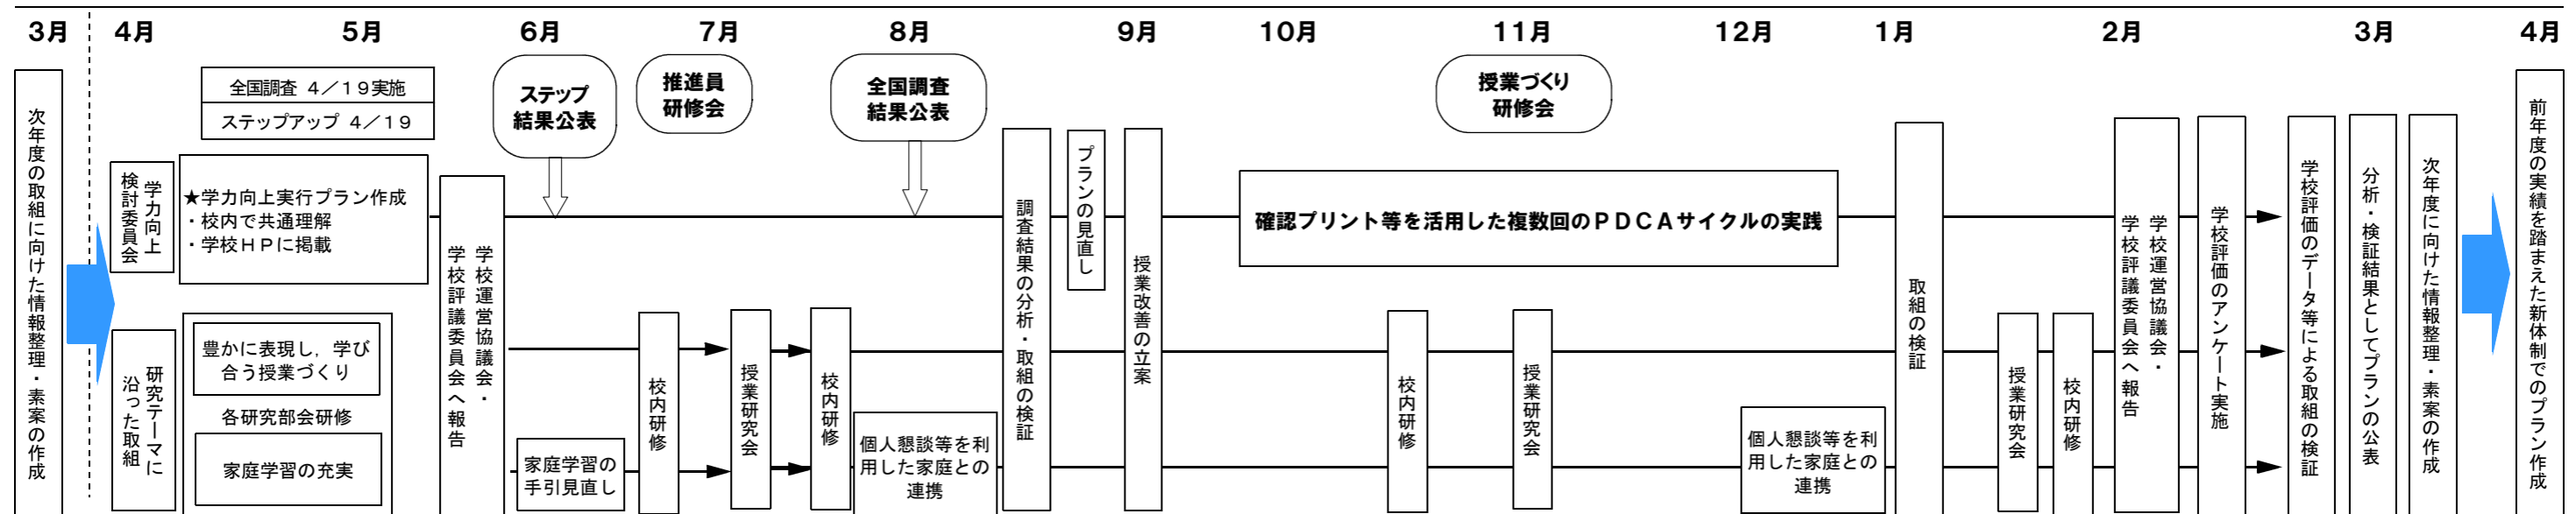 3月 4月 5月 6月 7月 8月 9月 10月 11月 12月 1月 2月 3月 4月
次年度の取組に向けた情報整理・素案の作成
全国調査 4／19実施
ステップアップ 4／19
学力向上
検討委員会
★学力向上実行プラン作成
・校内で共通理解
・学校ＨＰに掲載
研究テーマに
沿った取組
豊かに表現し，学び
合う授業づくり
各研究部会研修
家庭学習の充実
学校運営協議会・
学校評議委員会へ報告
ステップ
結果公表
家庭学習の
手引見直し
推進員
研修会
校内研修
授業研究会
校内研修
全国調査
結果公表
個人懇談等を利
用した家庭との
連携
調査結果の分析・取組の検証
プランの見直し
授業改善の立案
確認プリント等を活用した複数回のＰＤＣＡサイクルの実践
校内研修
授業づくり
研修会
授業研究会
個人懇談等を利
用した家庭との
連携
取組の検証
授業研究会
校内研修
学校運営協議会・
学校評議委員会へ報告
学校評価のアンケート実施
学校評価のデータ等による取組の検証
分析・検証結果としてプランの公表
次年度に向けた情報整理・素案の作成
前年度の実績を踏まえた新体制でのプラン作成